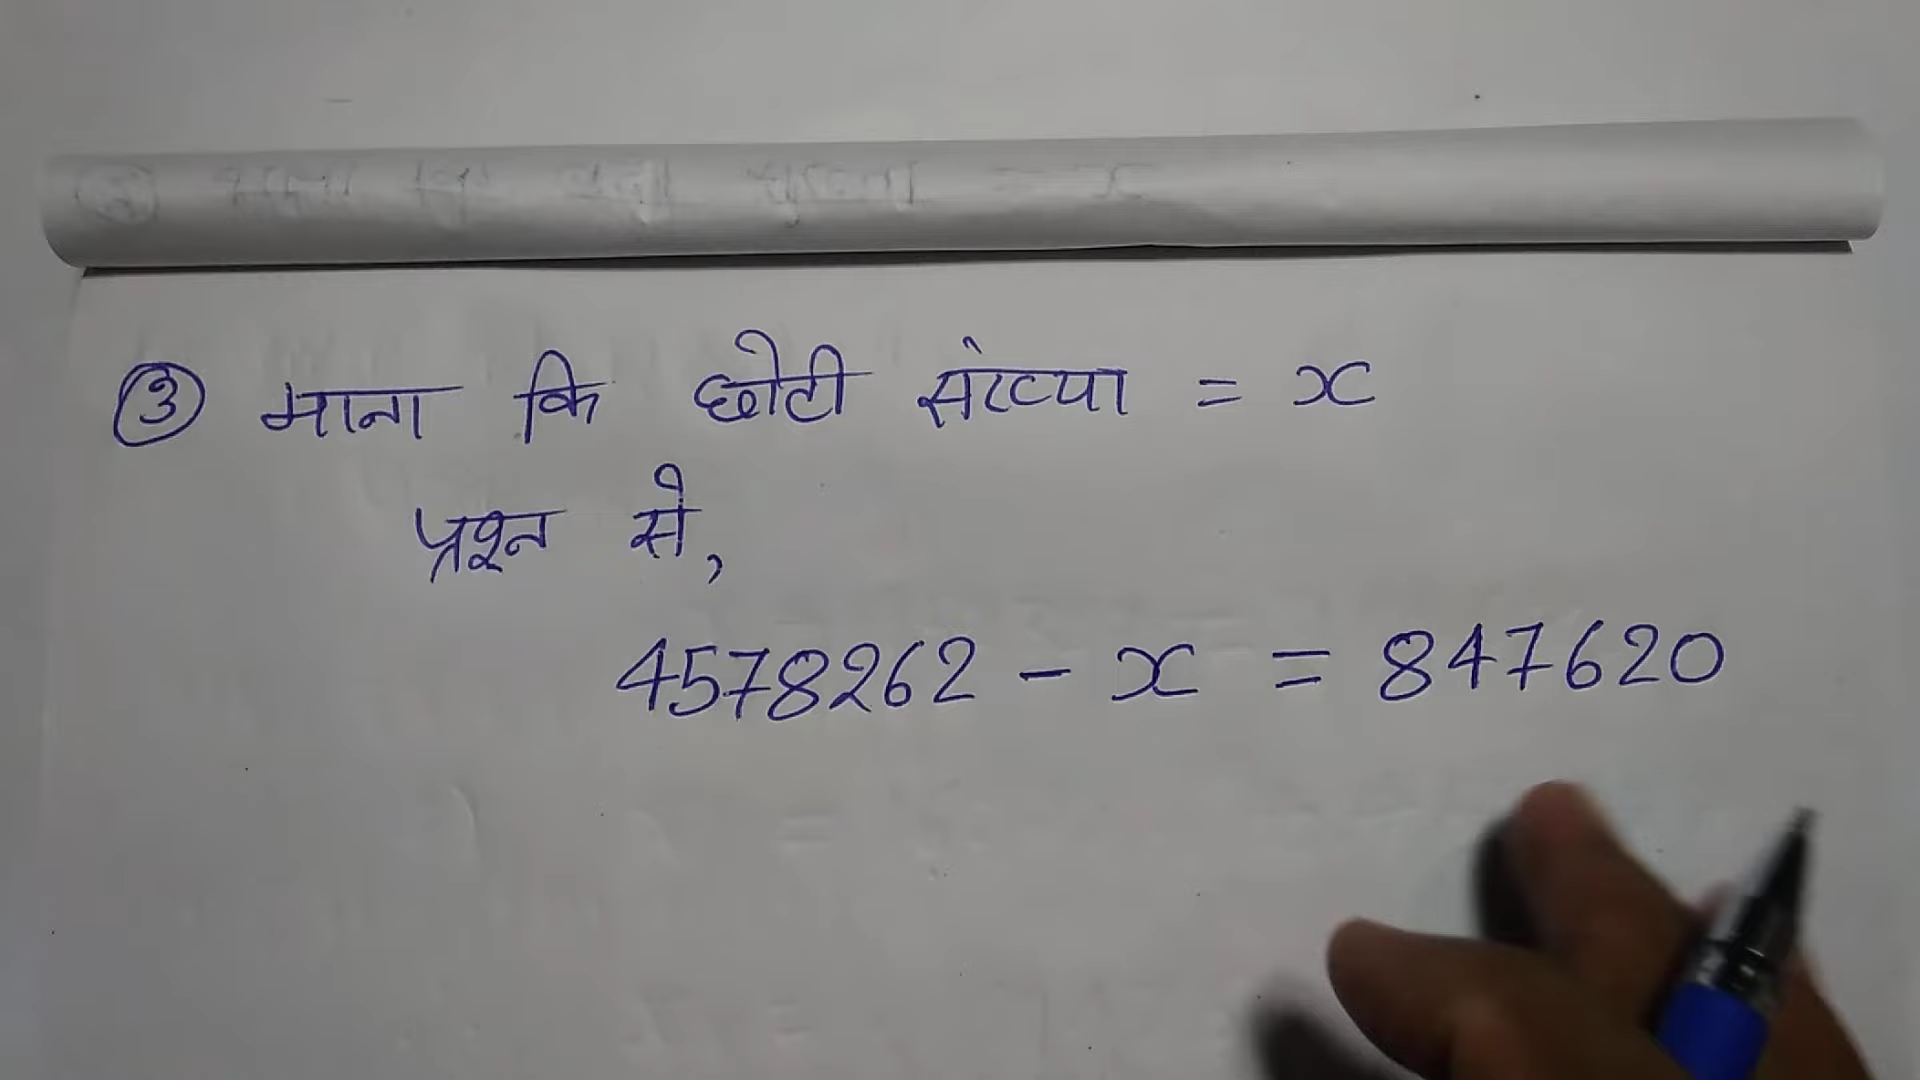 ③ माना कि छोटी संख्या = x
प्रश्न से,
4578262 - x = 847620